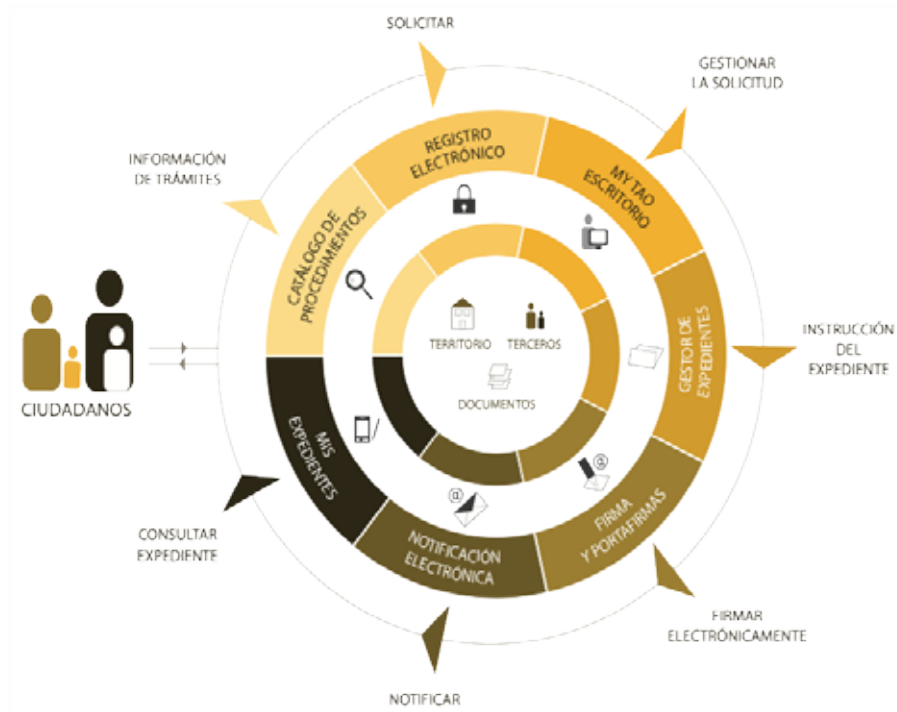 SOLICITAR
GESTIONAR
LA SOLICITUD
INFORMACIÓN
DE TRÁMITES
REGISTRO
ELECTRÓNICO
MY TAO
ESCRITORIO
CATÁLOGO DE
PROCEDIMIENTOS
GESTOR DE
EXPEDIENTES
INSTRUCCIÓN
DEL
EXPEDIENTE
TERRITORIO
TERCEROS
DOCUMENTOS
CIUDADANOS
MIS
EXPEDIENTES
@
@
FIRMA
Y PORTAFIRMAS
NOTIFICACIÓN
ELECTRÓNICA
CONSULTAR
EXPEDIENTE
FIRMAR
ELECTRÓNICAMENTE
NOTIFICAR